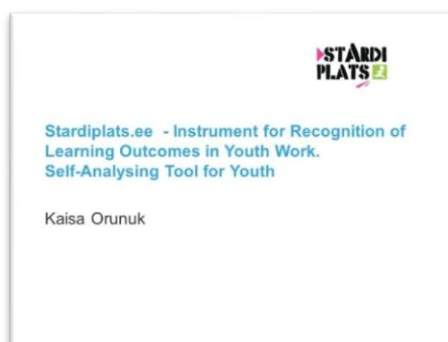 STARDI
PLATS
Stardiplats.ee - Instrument for Recognition of
Learning Outcomes in Youth Work.
Self-Analysing Tool for Youth
Kaisa Orunuk